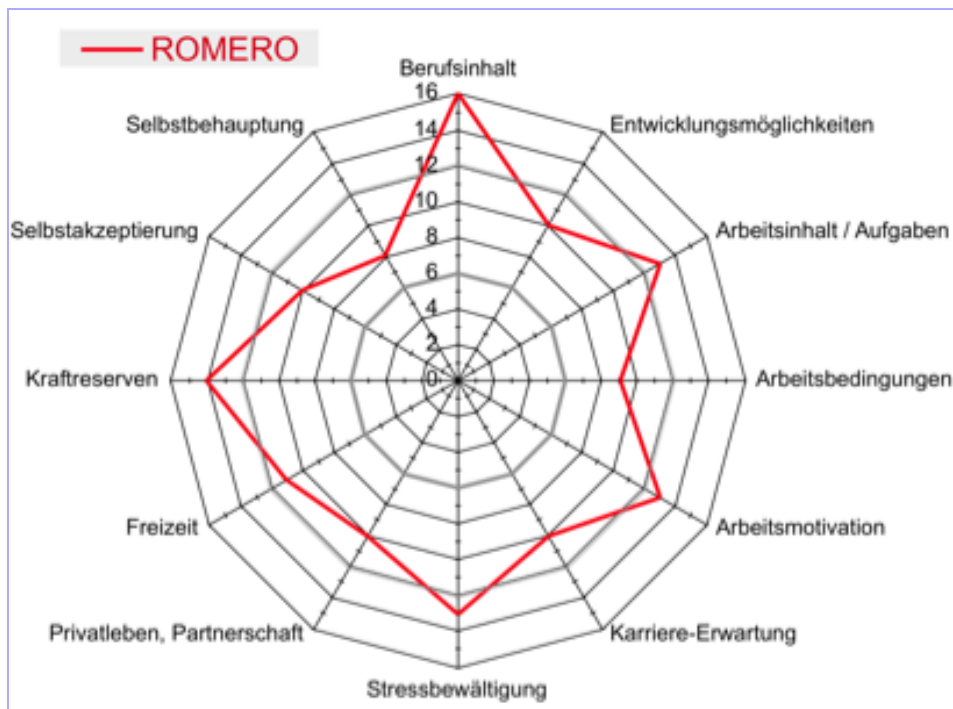 ROMERO
Berufsinhalt
Selbstbehauptung
Entwicklungsmöglichkeiten
Selbstakzeptierung
Arbeitsinhalt / Aufgaben
Kraftreserven
Arbeitsbedingungen
Freizeit
Arbeitsmotivation
Privatleben, Partnerschaft
Karriere-Erwartung
Stressbewältigung
16
14
12
10
8
6
4
2
0